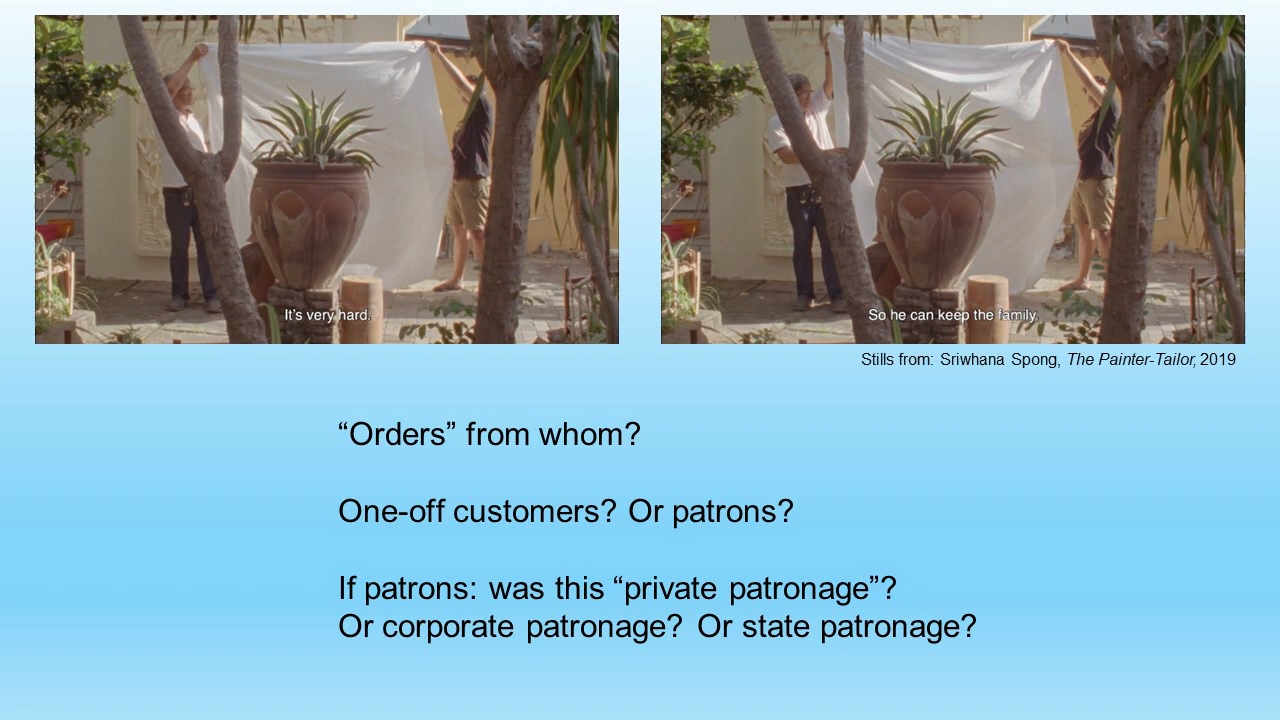 It's very hard.
So he can keep the family.
Stills from: Sriwhana Spong, The Painter-Tailor, 2019
“Orders” from whom?
One-off customers? Or patrons?
If patrons: was this “private patronage”?
Or corporate patronage? Or state patronage?